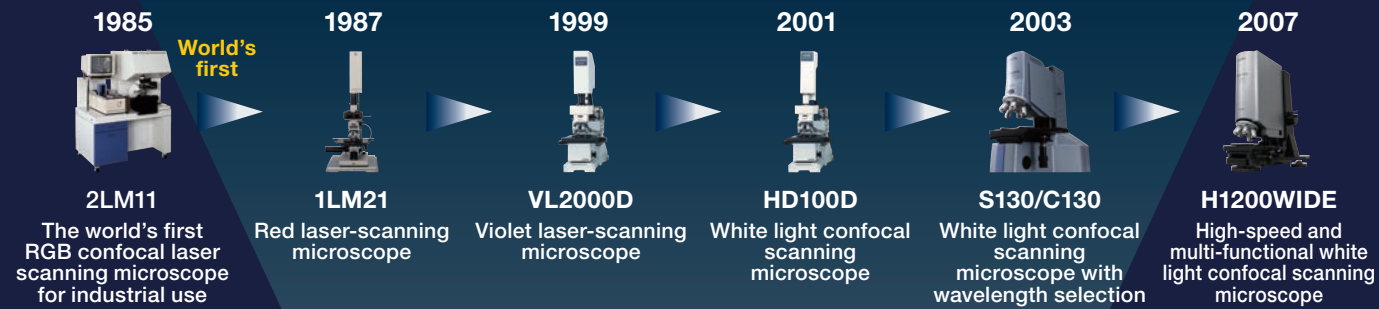 1985
World's
first
2LM11
The world's first
RGB confocal laser
scanning microscope
for industrial use
1987
1LM21
Red laser-scanning
microscope
1999
VL2000D
Violet laser-scanning
microscope
2001
HD100D
White light confocal
scanning
microscope
2003
S130/C130
White light confocal
scanning
microscope with
wavelength selection
2007
H1200WIDE
High-speed and
multi-functional white
light confocal scanning
microscope